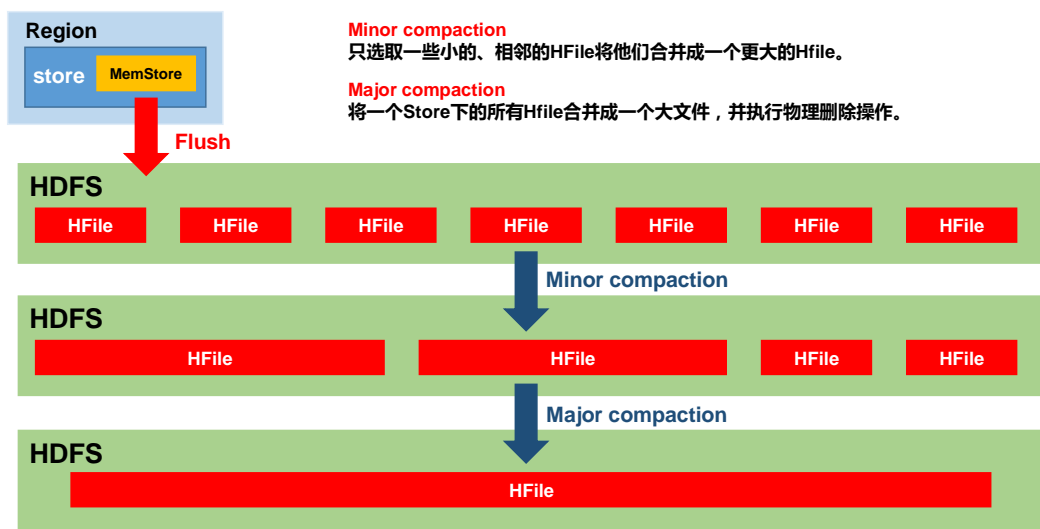 Region
store
MemStore
Flush
Minor compaction
只选取一些小的、相邻的HFile将他们合并成一个更大的Hfile。
Major compaction
将一个Store下的所有Hfile合并成一个大文件，并执行物理删除操作。
HDFS
HFile HFile HFile HFile HFile HFile HFile
Minor compaction
HDFS
HFile HFile HFile HFile
Major compaction
HDFS
HFile